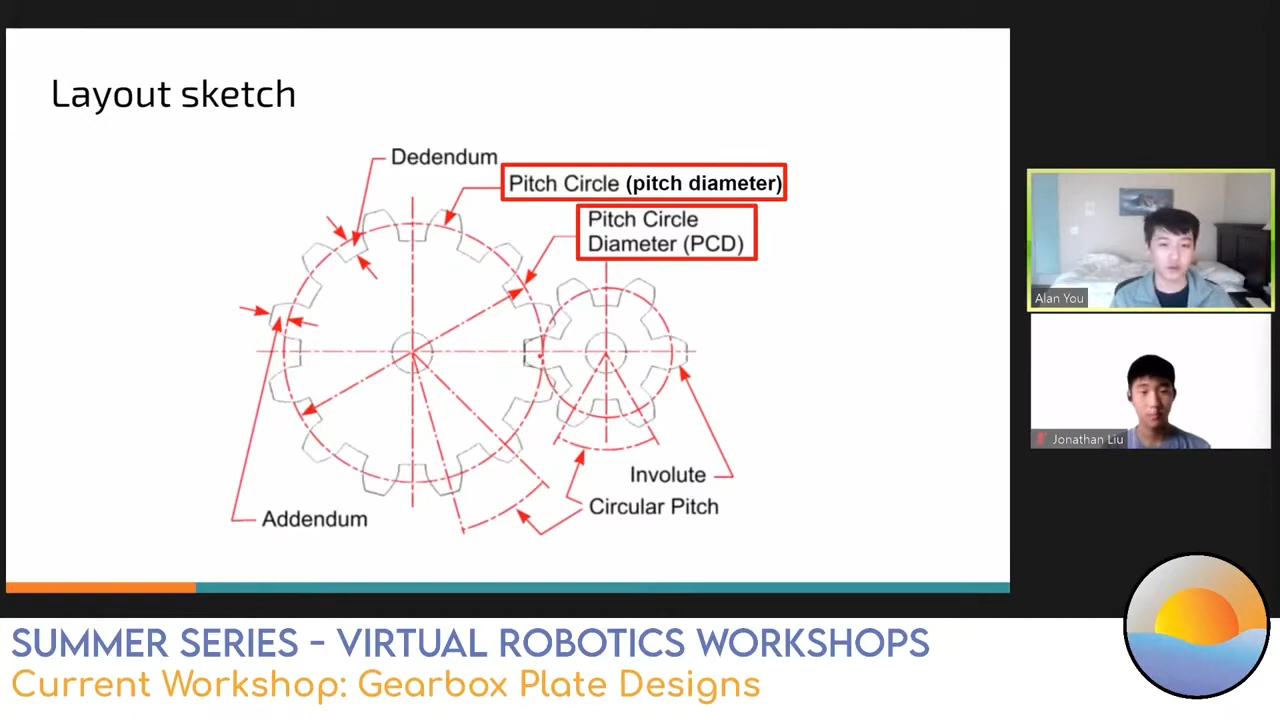 Layout sketch
Dedendum
Pitch Circle (pitch diameter)
Pitch Circle
Diameter (PCD)
Involute
Circular Pitch
Addendum
Alan You
Jonathan Liu
SUMMER SERIES - VIRTUAL ROBOTICS WORKSHOPS
Current Workshop: Gearbox Plate Designs